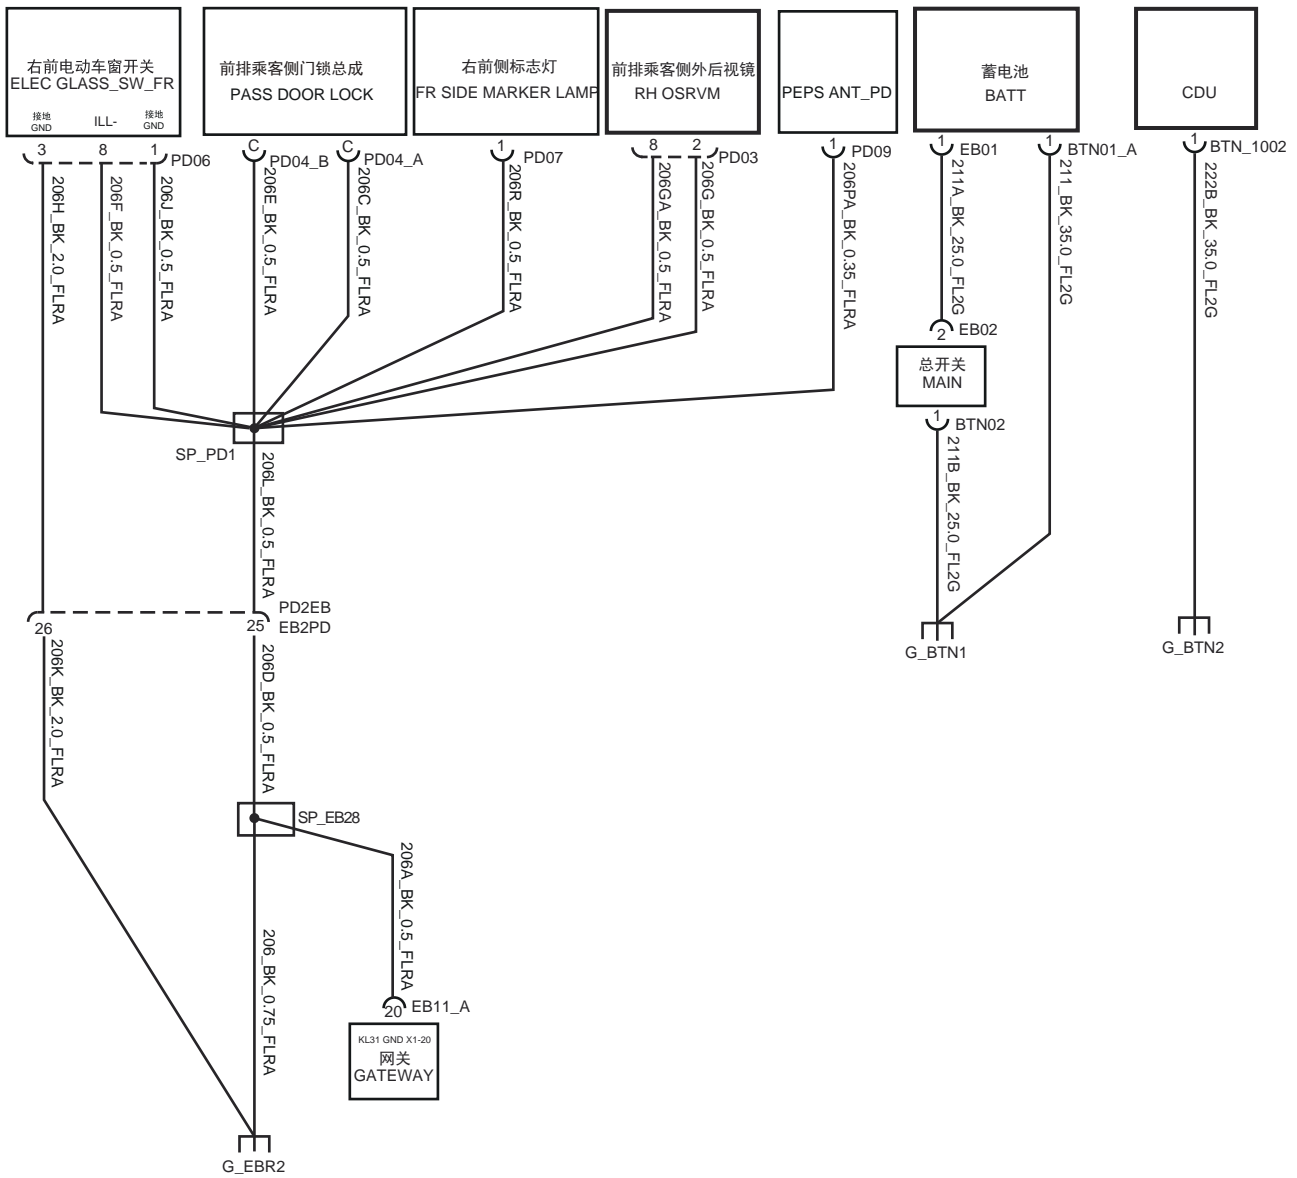 右前电动车窗开关
ELEC GLASS_SW_FR
接地
GND
ILL-
接地
GND
前排乘客侧门锁总成
PASS DOOR LOCK
右前侧标志灯
FR SIDE MARKER LAMP
前排乘客侧外后视镜
RH OSRVM
PEPS ANT_PD
蓄电池
BATT
CDU
3
8
1
PD06
C
PD04_B
C
PD04_A
1
PD07
8
2
PD03
1
PD09
1
EB01
1
BTN01_A
1
BTN_1002
206H_BK_2.0_FLRA
206F_BK_0.5_FLRA
206J_BK_0.5_FLRA
206E_BK_0.5_FLRA
206C_BK_0.5_FLRA
206R_BK_0.5_FLRA
206GA_BK_0.5_FLRA
206G_BK_0.5_FLRA
206PA_BK_0.35_FLRA
211A_BK_25.0_FL2G
211_BK_35.0_FL2G
222B_BK_35.0_FL2G
2
EB02
总开关
MAIN
1
BTN02
SP_PD1
206L_BK_0.5_FLRA
211B_BK_25.0_FL2G
PD2EB
26
25
EB2PD
G_BTN1
G_BTN2
206K_BK_2.0_FLRA
206D_BK_0.5_FLRA
SP_EB28
206A_BK_0.5_FLRA
206_BK_0.75_FLRA
20
EB11_A
KL31 GND X1-20
网关
GATEWAY
G_EBR2